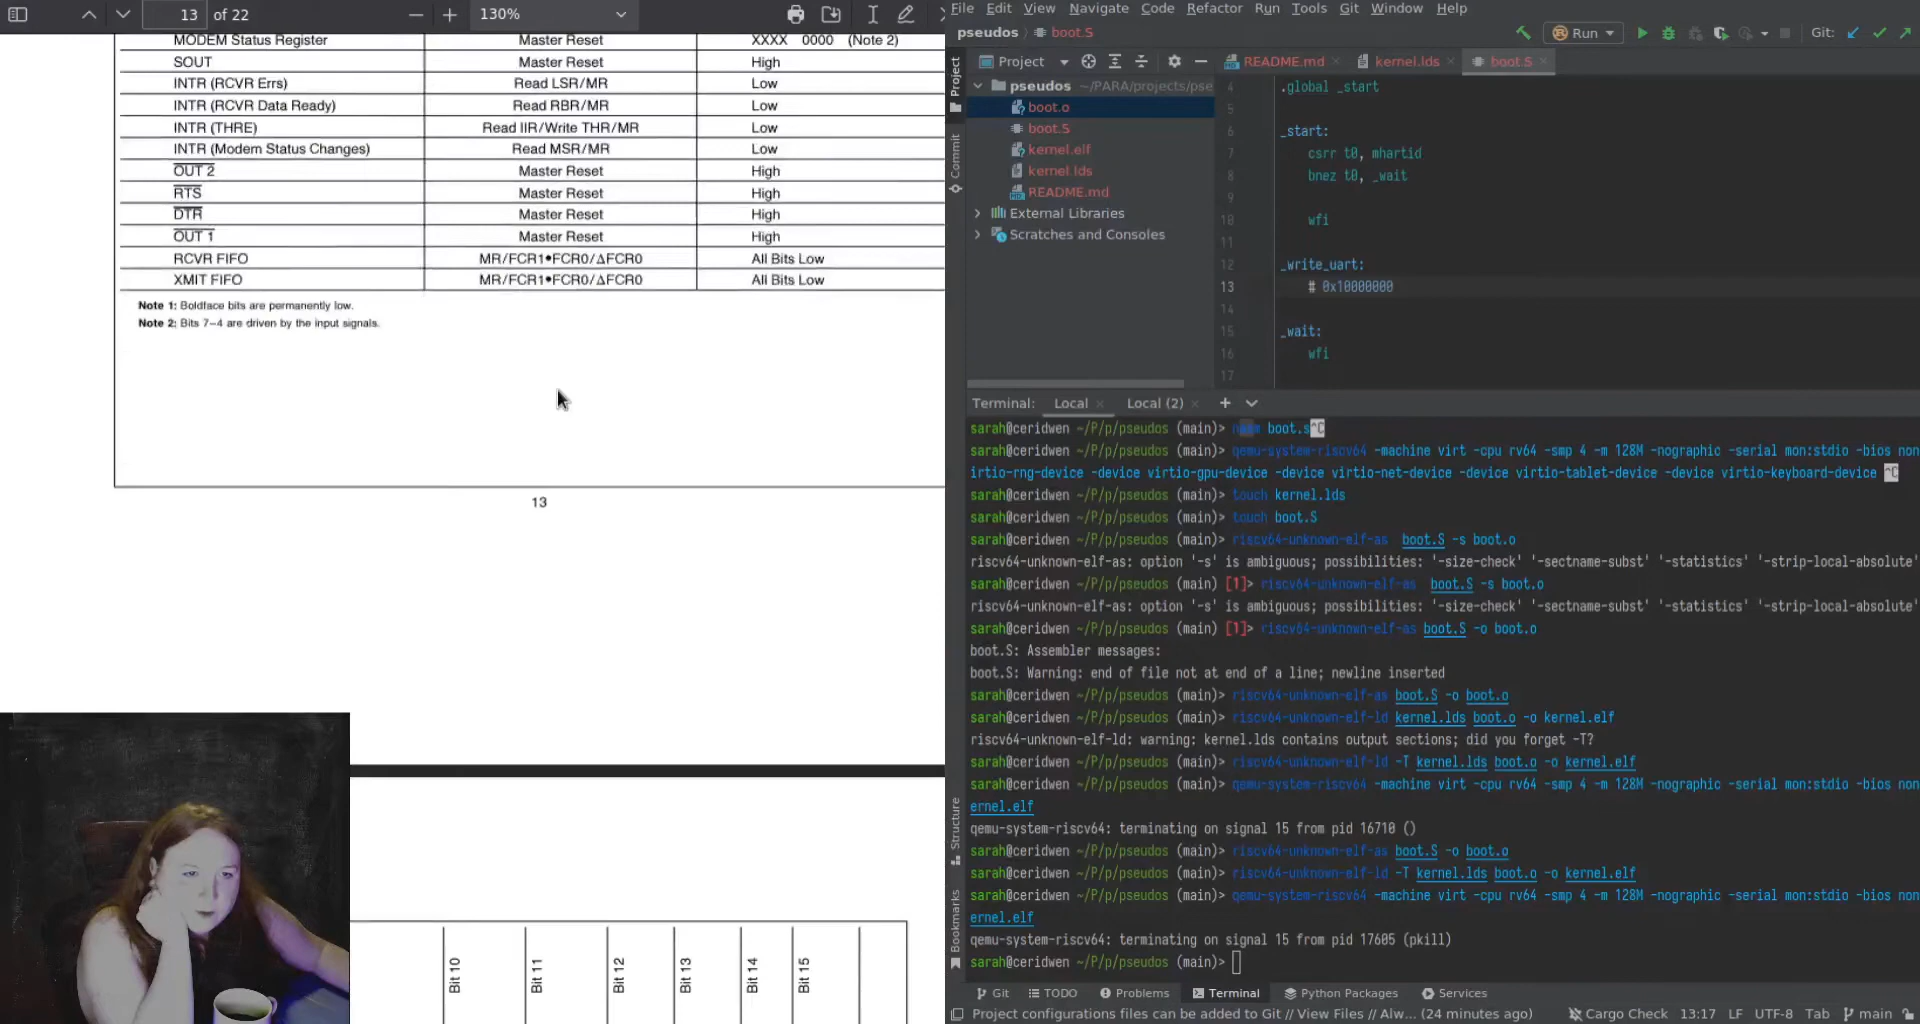 13 of 22
130%
MODEM Status Register Master Reset XXXX 0000 (Note 2)
SOUT Master Reset High
INTR (RCVR Errs) Read LSR/MR Low
INTR (RCVR Data Ready) Read RBR/MR Low
INTR (THRE) Read IIR/Write THR/MR Low
INTR (Modem Status Changes) Read MSR/MR Low
OUT 2 Master Reset High
RTS Master Reset High
DTR Master Reset High
OUT 1 Master Reset High
RCVR FIFO MR/FCR1•FCR0/ΔFCR0 All Bits Low
XMIT FIFO MR/FCR1•FCR0/ΔFCR0 All Bits Low
Note 1: Boldface bits are permanently low.
Note 2: Bits 7–4 are driven by the input signals.
13
Bit 10 Bit 11 Bit 12 Bit 13 Bit 14 Bit 15
File Edit View Navigate Code Refactor Run Tools Git Window Help
pseudos boot.S
Run
Git:
Project
README.md kernel.lds boot.S
pseudos ~/PARA/projects/pse
boot.o
boot.S
kernel.elf
kernel.lds
README.md
External Libraries
Scratches and Consoles
Project
Commit
Structure
Bookmarks
4 .global _start
5
6 _start:
7 csrr t0, mhartid
8 bnez t0, _wait
9
10 wfi
11
12 _write_uart:
13 # 0x10000000
14
15 _wait:
16 wfi
17
Terminal: Local Local (2)
sarah@ceridwen ~/P/p/pseudos (main)> boot.s^C
sarah@ceridwen ~/P/p/pseudos (main)> qemu-system-riscv64 -machine virt -cpu rv64 -smp 4 -m 128M -nographic -serial mon:stdio -bios non
irtio-rng-device -device virtio-gpu-device -device virtio-net-device -device virtio-tablet-device -device virtio-keyboard-device ^C
sarah@ceridwen ~/P/p/pseudos (main)> touch kernel.lds
sarah@ceridwen ~/P/p/pseudos (main)> touch boot.S
sarah@ceridwen ~/P/p/pseudos (main)> riscv64-unknown-elf-as boot.S -s boot.o
riscv64-unknown-elf-as: option '-s' is ambiguous; possibilities: '-size-check' '-sectname-subst' '-statistics' '-strip-local-absolute'
sarah@ceridwen ~/P/p/pseudos (main) [1]> riscv64-unknown-elf-as boot.S -s boot.o
riscv64-unknown-elf-as: option '-s' is ambiguous; possibilities: '-size-check' '-sectname-subst' '-statistics' '-strip-local-absolute'
sarah@ceridwen ~/P/p/pseudos (main) [1]> riscv64-unknown-elf-as boot.S -o boot.o
boot.S: Assembler messages:
boot.S: Warning: end of file not at end of a line; newline inserted
sarah@ceridwen ~/P/p/pseudos (main)> riscv64-unknown-elf-as boot.S -o boot.o
sarah@ceridwen ~/P/p/pseudos (main)> riscv64-unknown-elf-ld kernel.lds boot.o -o kernel.elf
riscv64-unknown-elf-ld: warning: kernel.lds contains output sections; did you forget -T?
sarah@ceridwen ~/P/p/pseudos (main)> riscv64-unknown-elf-ld -T kernel.lds boot.o -o kernel.elf
sarah@ceridwen ~/P/p/pseudos (main)> qemu-system-riscv64 -machine virt -cpu rv64 -smp 4 -m 128M -nographic -serial mon:stdio -bios non
ernel.elf
qemu-system-riscv64: terminating on signal 15 from pid 16710 ()
sarah@ceridwen ~/P/p/pseudos (main)> riscv64-unknown-elf-as boot.S -o boot.o
sarah@ceridwen ~/P/p/pseudos (main)> riscv64-unknown-elf-ld -T kernel.lds boot.o -o kernel.elf
sarah@ceridwen ~/P/p/pseudos (main)> qemu-system-riscv64 -machine virt -cpu rv64 -smp 4 -m 128M -nographic -serial mon:stdio -bios non
ernel.elf
qemu-system-riscv64: terminating on signal 15 from pid 17605 (pkill)
sarah@ceridwen ~/P/p/pseudos (main)>
Git TODO Problems Terminal Python Packages Services
Project configurations files can be added to Git // View Files // Alw... (24 minutes ago) Cargo Check 13:17 LF UTF-8 Tab main